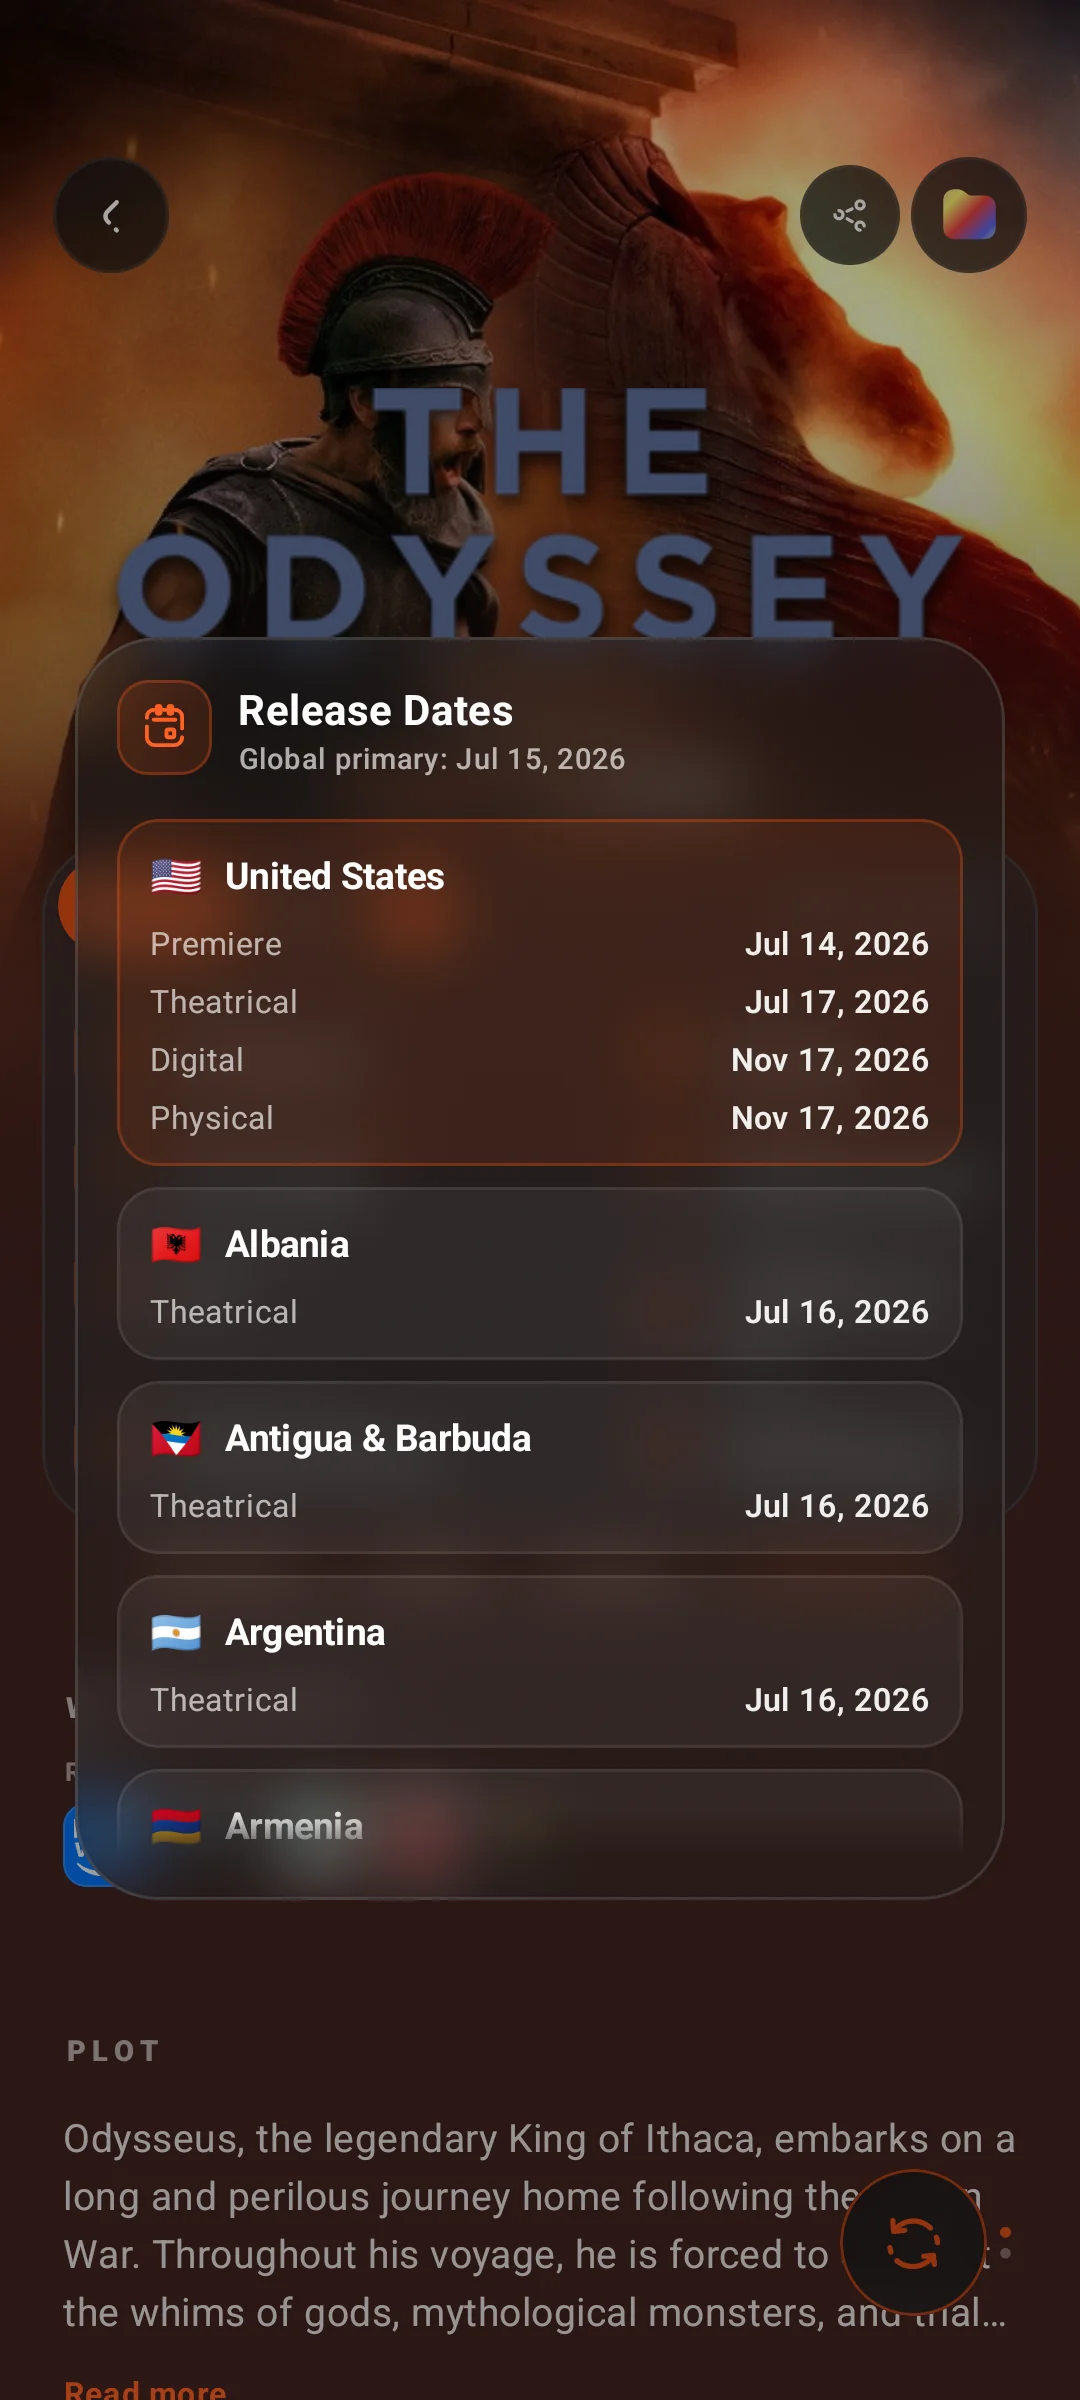 THE
ODYSSEY
Release Dates
Global primary: Jul 15, 2026
United States
Premiere Jul 14, 2026
Theatrical Jul 17, 2026
Digital Nov 17, 2026
Physical Nov 17, 2026
Albania
Theatrical Jul 16, 2026
Antigua & Barbuda
Theatrical Jul 16, 2026
Argentina
Theatrical Jul 16, 2026
Armenia
PLOT
Odysseus, the legendary King of Ithaca, embarks on a
long and perilous journey home following the
War. Throughout his voyage, he is forced to
the whims of gods, mythological monsters, and trial…
Read more